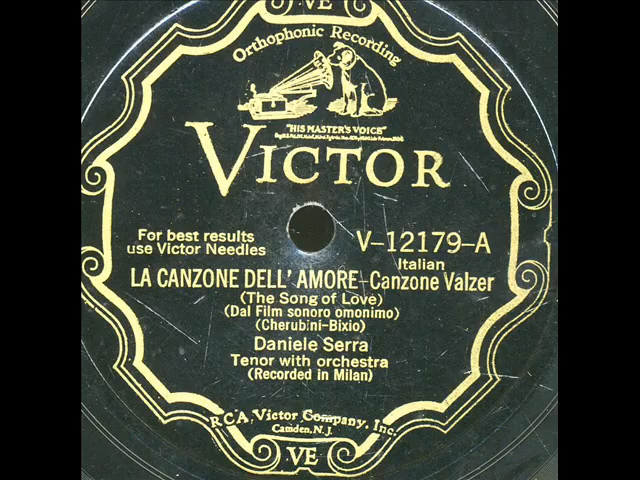 VE
Orthophonic Recording
"HIS MASTER'S VOICE"
VICTOR
For best results
use Victor Needles
V-12179-A
Italian
LA CANZONE DELL' AMORE-Canzone Valzer
(The Song of Love)
(Dal Film sonoro omonimo)
(Cherubini-Bixio)
Daniele Serra
Tenor with orchestra
(Recorded in Milan)
RCA Victor Company, Inc.
Camden, N. J.
VE